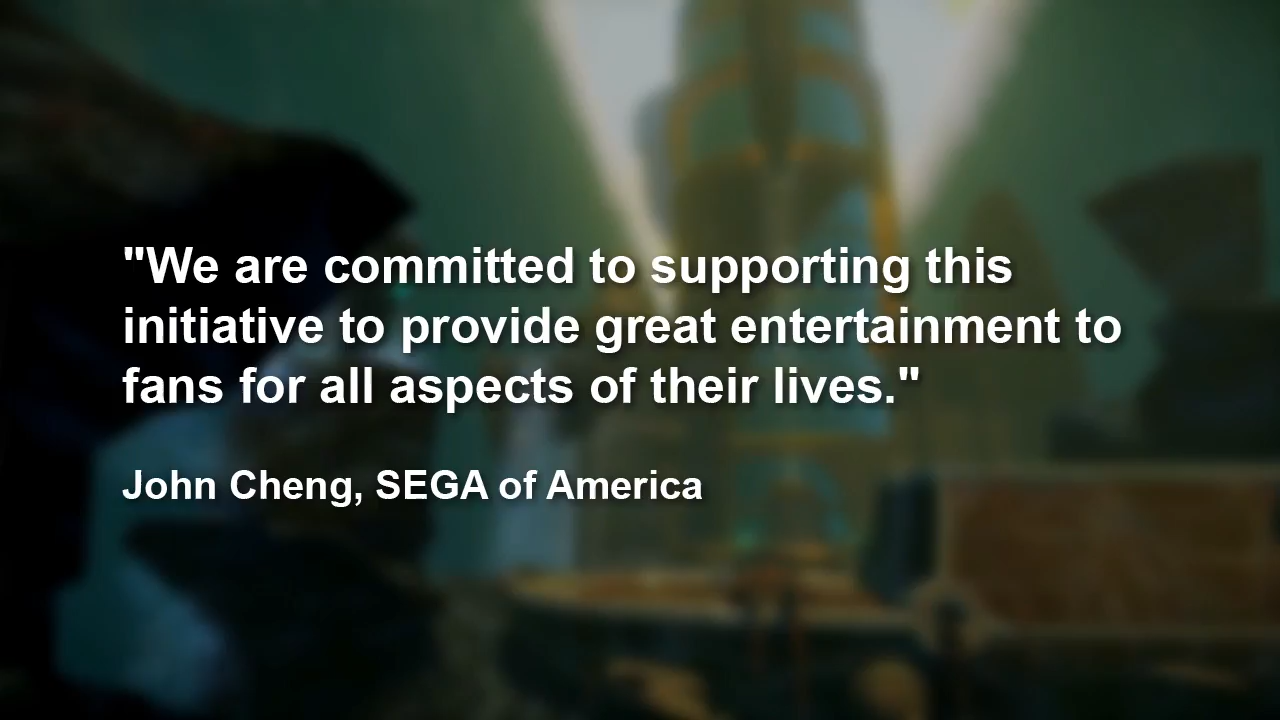 "We are committed to supporting this
initiative to provide great entertainment to
fans for all aspects of their lives."
John Cheng, SEGA of America